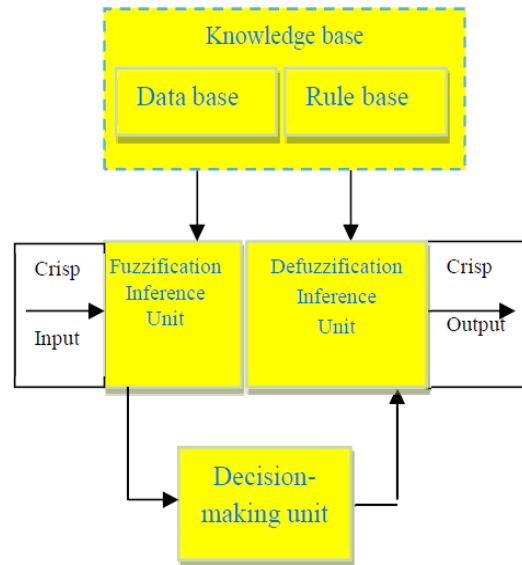 Knowledge base
Data base
Rule base
Crisp
Input
Fuzzification
Inference
Unit
Defuzzification
Inference
Unit
Crisp
Output
Decision-
making unit